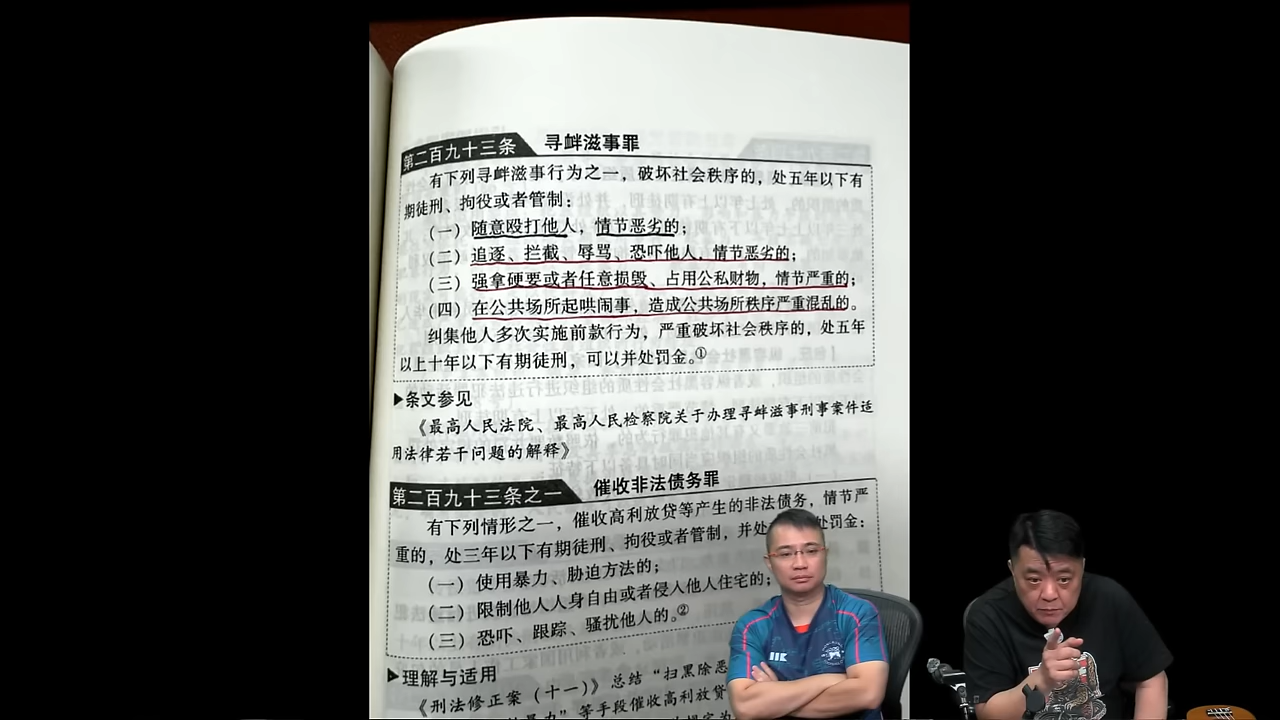 第二百九十三条 寻衅滋事罪
有下列寻衅滋事行为之一，破坏社会秩序的，处五年以下有
期徒刑、拘役或者管制：
（一）随意殴打他人，情节恶劣的；
（二）追逐、拦截、辱骂、恐吓他人，情节恶劣的；
（三）强拿硬要或者任意损毁、占用公私财物，情节严重的；
（四）在公共场所起哄闹事，造成公共场所秩序严重混乱的。
纠集他人多次实施前款行为，严重破坏社会秩序的，处五年
以上十年以下有期徒刑，可以并处罚金。①
▶条文参见
《最高人民法院、最高人民检察院关于办理寻衅滋事刑事案件适
用法律若干问题的解释》
第二百九十三条之一 催收非法债务罪
有下列情形之一，催收高利放贷等产生的非法债务，情节严
重的，处三年以下有期徒刑、拘役或者管制，并处 处罚金：
（一）使用暴力、胁迫方法的；
（二）限制他人人身自由或者侵入他人住宅的；
（三）恐吓、跟踪、骚扰他人的。②
▶理解与适用
《刑法修正案（十一）》总结“扫黑除恶
暴力”等手段催收高利放贷